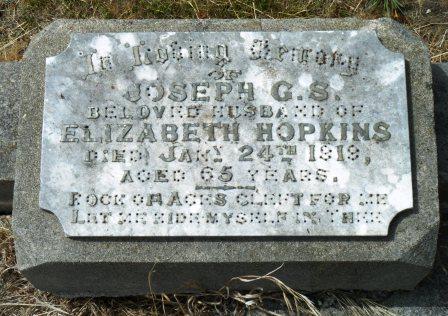 In Loving Memory
OF
JOSEPH G.S.
BELOVED HUSBAND OF
ELIZABETH HOPKINS
DIED JANY 24TH 1919,
AGED 65 YEARS.
ROCK OF AGES CLEFT FOR ME
LET ME HIDE MYSELF IN THEE